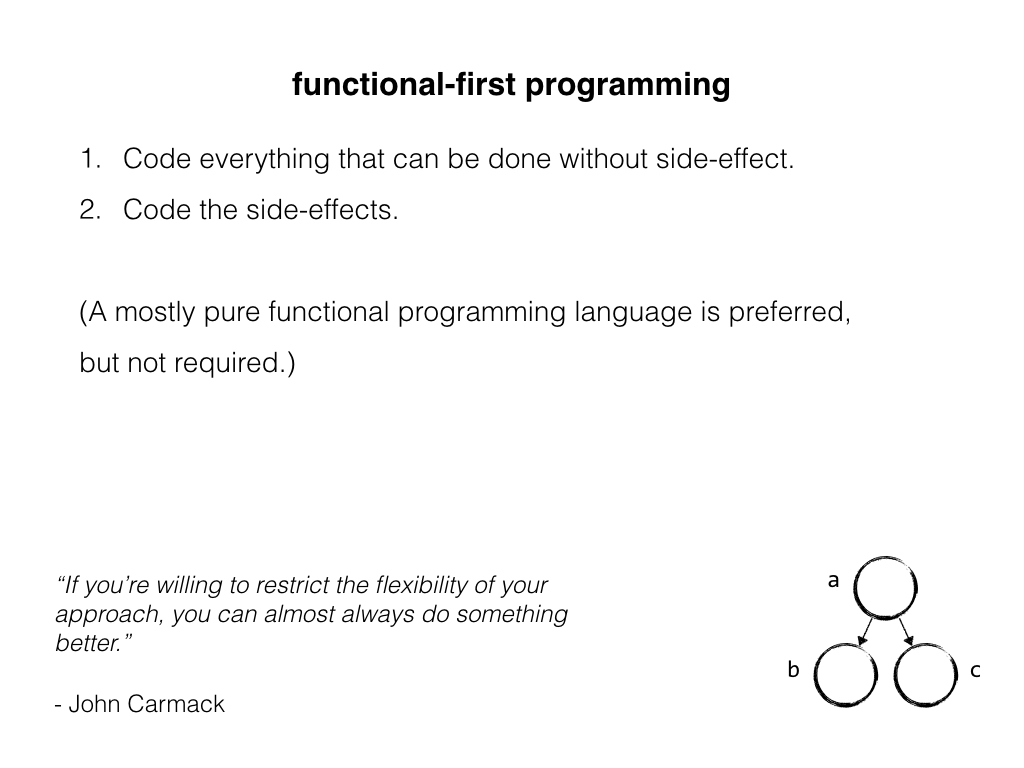 functional-first programming
1. Code everything that can be done without side-effect.
2. Code the side-effects.
(A mostly pure functional programming language is preferred,
but not required.)
“If you’re willing to restrict the flexibility of your
approach, you can almost always do something
better.”
- John Carmack
a
b
c